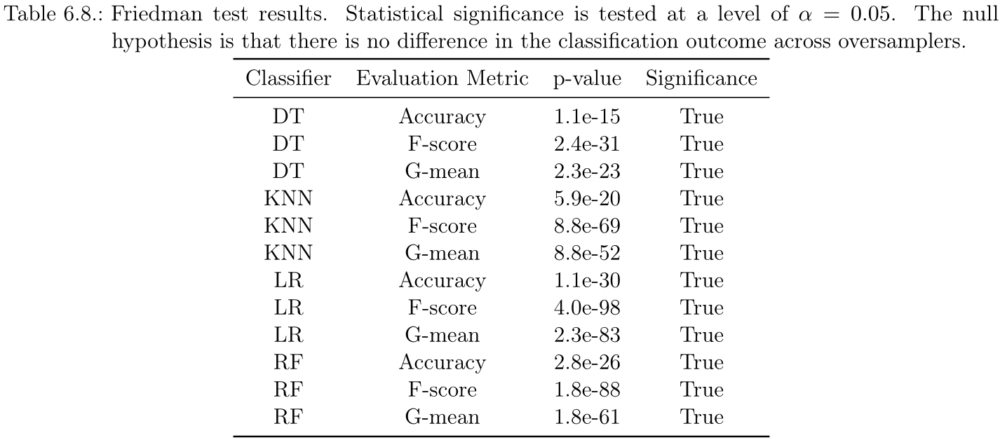 Table 6.8.: Friedman test results. Statistical significance is tested at a level of α = 0.05. The null
hypothesis is that there is no difference in the classification outcome across oversamplers.
Classifier Evaluation Metric p-value Significance
DT Accuracy 1.1e-15 True
DT F-score 2.4e-31 True
DT G-mean 2.3e-23 True
KNN Accuracy 5.9e-20 True
KNN F-score 8.8e-69 True
KNN G-mean 8.8e-52 True
LR Accuracy 1.1e-30 True
LR F-score 4.0e-98 True
LR G-mean 2.3e-83 True
RF Accuracy 2.8e-26 True
RF F-score 1.8e-88 True
RF G-mean 1.8e-61 True